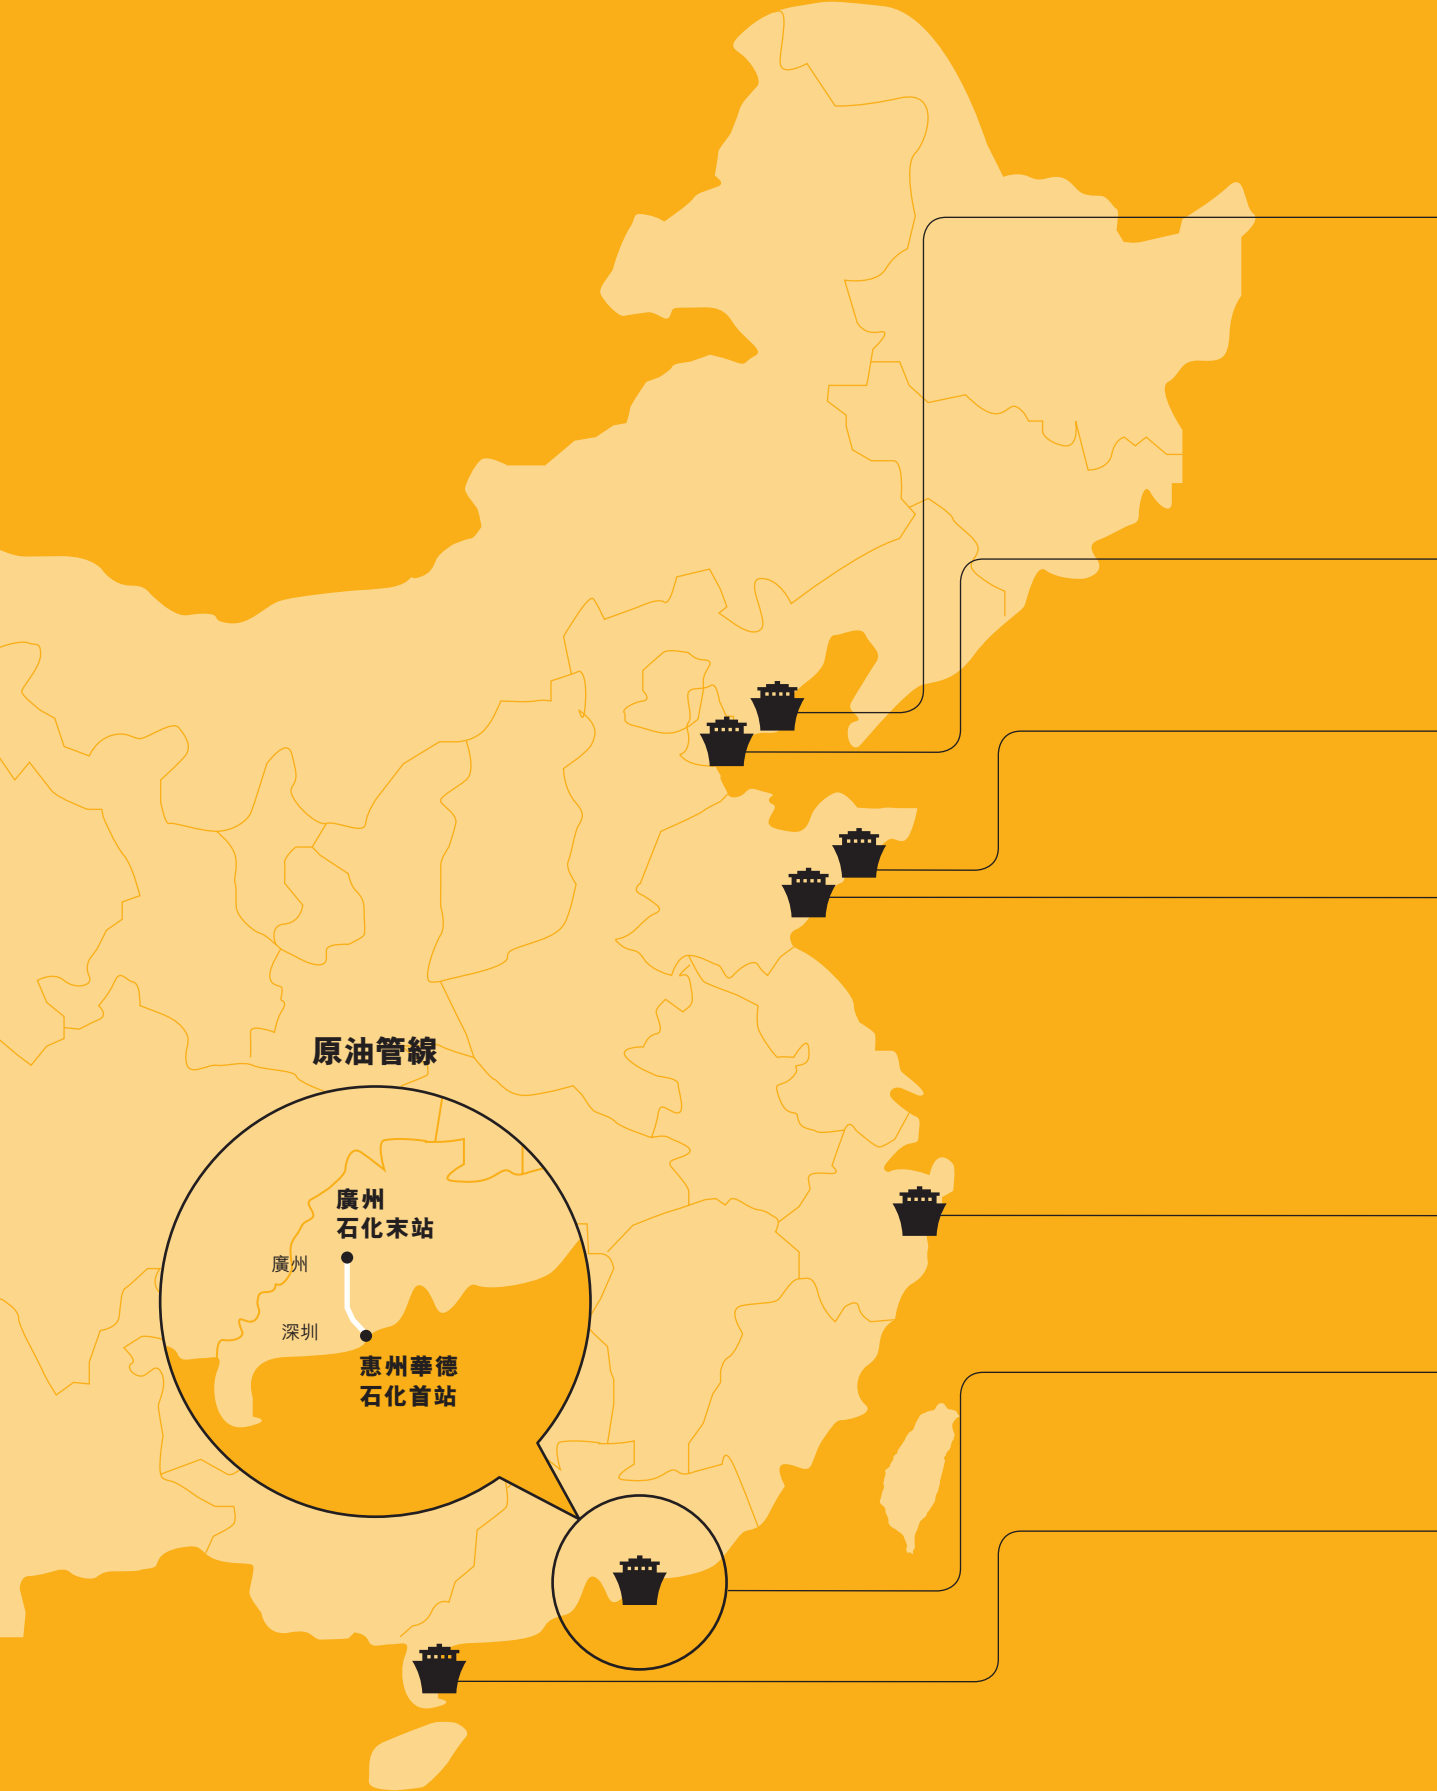 原油管線
廣州
石化末站
廣州
深圳
惠州華德
石化首站